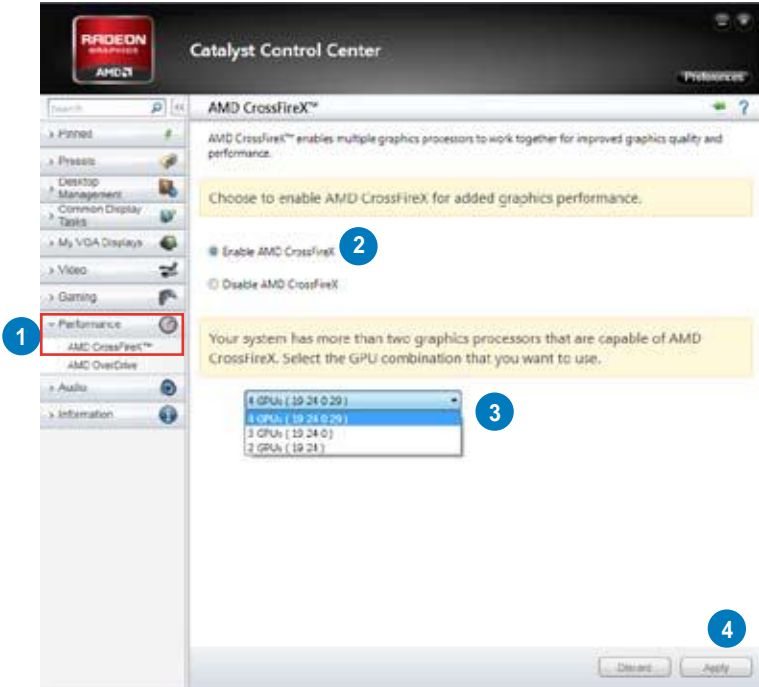 RADEON
GRAPHICS
AMD
Catalyst Control Center
Preferences
Search
AMD CrossFireX™
?
Pinned
AMD CrossFireX™ enables multiple graphics processors to work together for improved graphics quality and
performance.
Presets
Desktop
Management
Choose to enable AMD CrossFireX for added graphics performance.
Common Display
Tasks
My VGA Displays
Enable AMD CrossFireX
2
Video
Disable AMD CrossFireX
Gaming
1
Performance
AMD CrossFireX™
Your system has more than two graphics processors that are capable of AMD
CrossFireX. Select the GPU combination that you want to use.
AMD OverDrive
Audio
Information
4 GPUs ( 19 24 0 29 )
3
4 GPUs ( 19 24 0 29 )
3 GPUs ( 19 24 0 )
2 GPUs ( 19 24 )
4
Discard
Apply